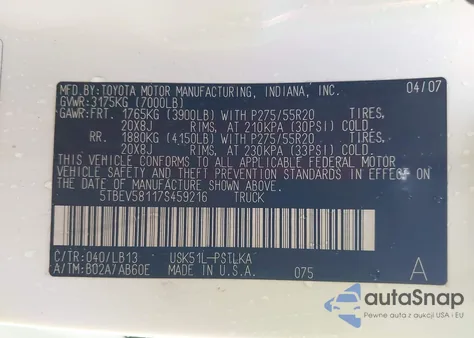 MFD.BY:TOYOTA MOTOR MANUFACTURING, INDIANA, INC. 04/07
GVWR:3175KG (7000LB)
GAWR:FRT. 1765KG (3900LB) WITH P275/55R20 TIRES,
20X8J RIMS, AT 210KPA (30PSI) COLD.
RR. 1880KG (4150LB) WITH P275/55R20 TIRES,
20X8J RIMS, AT 230KPA (33PSI) COLD.
THIS VEHICLE CONFORMS TO ALL APPLICABLE FEDERAL MOTOR
VEHICLE SAFETY AND THEFT PREVENTION STANDARDS IN EFFECT ON
THE DATE OF MANUFACTURE SHOWN ABOVE.
5TBEV58117S459216 TRUCK
C/TR:040/LB13 USK51L-PSTLKA
A/TM:B02A/AB60E MADE IN U.S.A. 075 A
autoSnap
Pewne auta z aukcji USA i EU